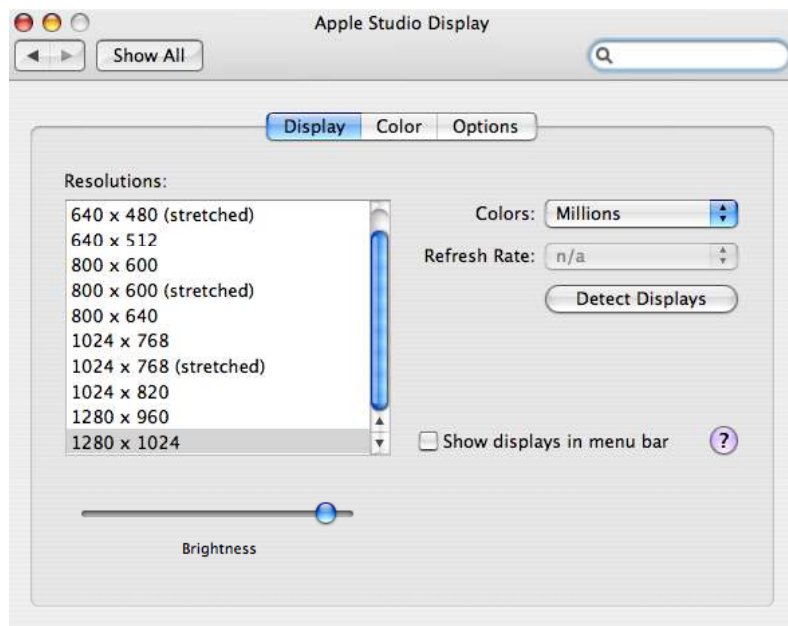 Apple Studio Display
Show All
Display Color Options
Resolutions:
640 x 480 (stretched)
640 x 512
800 x 600
800 x 600 (stretched)
800 x 640
1024 x 768
1024 x 768 (stretched)
1024 x 820
1280 x 960
1280 x 1024
Colors: Millions
Refresh Rate: n/a
Detect Displays
Show displays in menu bar ?
Brightness